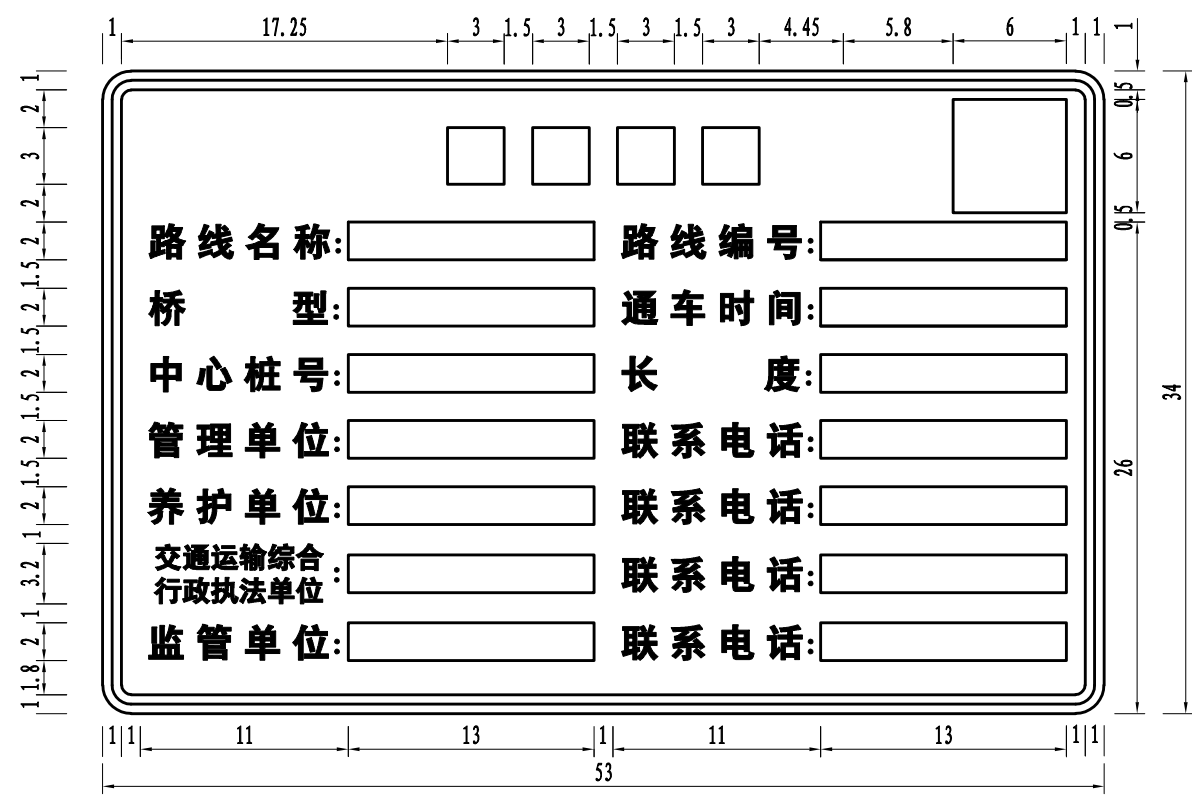 1 17.25 3 1.5 3 1.5 3 1.5 3 4.45 5.8 6 1 1 1
1 2 3 2 2 1.5 2 1.5 2 1.5 2 1.5 2 1 3.2 1 2 1.8 1
路线名称: 路线编号:
桥型: 通车时间:
中心桩号: 长度:
管理单位: 联系电话:
养护单位: 联系电话:
交通运输综合
行政执法单位: 联系电话:
监管单位: 联系电话:
0.5 6 0.5 26
34
1 1 11 13 1 11 13 1 1
53